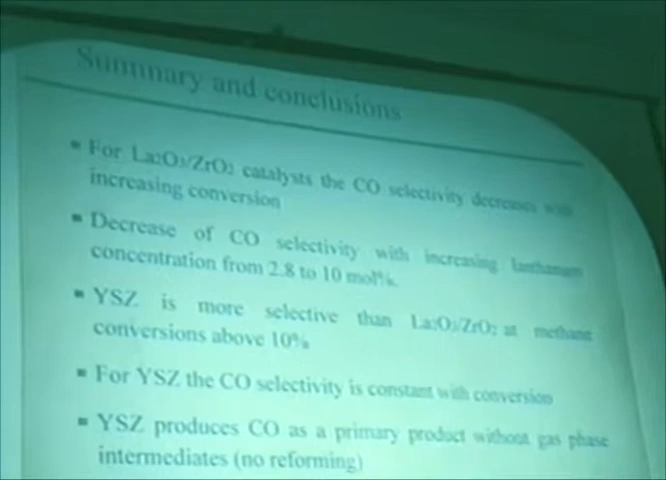 Summary and conclusions
▪ For La₂O₃/ZrO₂ catalysts the CO selectivity decreases with
increasing conversion
▪ Decrease of CO selectivity with increasing lanthanum
concentration from 2.8 to 10 mol%.
▪ YSZ is more selective than La₂O₃/ZrO₂ at methane
conversions above 10%
▪ For YSZ the CO selectivity is constant with conversion
▪ YSZ produces CO as a primary product without gas phase
intermediates (no reforming)